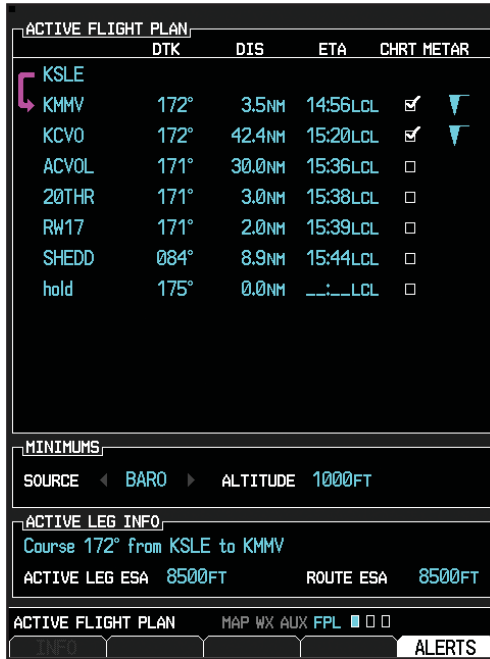 ACTIVE FLIGHT PLAN
DTK DIS ETA CHRT METAR
KSLE
KMMV 172° 3.5NM 14:56LCL
KCVO 172° 42.4NM 15:20LCL
ACVOL 171° 30.0NM 15:36LCL
20THR 171° 3.0NM 15:38LCL
RW17 171° 2.0NM 15:39LCL
SHEDD 084° 8.9NM 15:44LCL
hold 175° 0.0NM __:__LCL
MINIMUMS
SOURCE BARO ALTITUDE 1000FT
ACTIVE LEG INFO
Course 172° from KSLE to KMMV
ACTIVE LEG ESA 8500FT ROUTE ESA 8500FT
ACTIVE FLIGHT PLAN MAP WX AUX FPL
INFO ALERTS